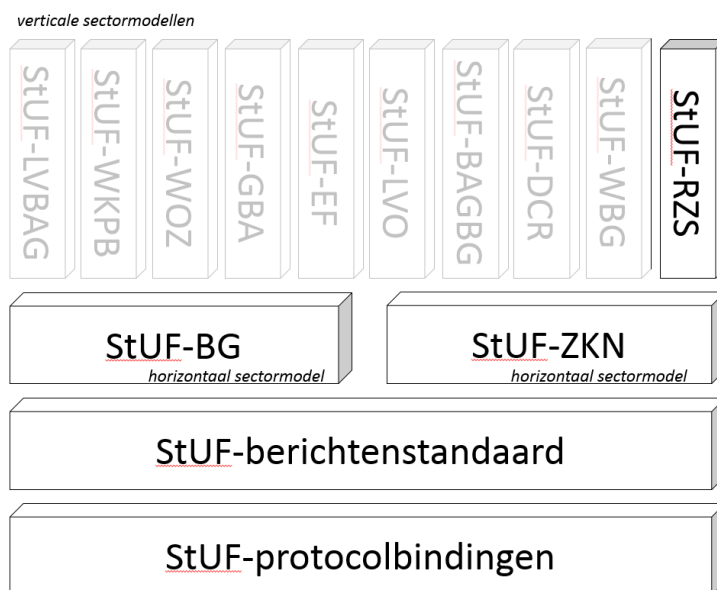 verticale sectormodellen
StUF-LVBAG
StUF-WKPB
StUF-WOZ
StUF-GBA
StUF-EF
StUF-LVO
StUF-BAGBG
StUF-DCR
StUF-WBG
StUF-RZS
StUF-BG
horizontaal sectormodel
StUF-ZKN
horizontaal sectormodel
StUF-berichtenstandaard
StUF-protocolbindingen